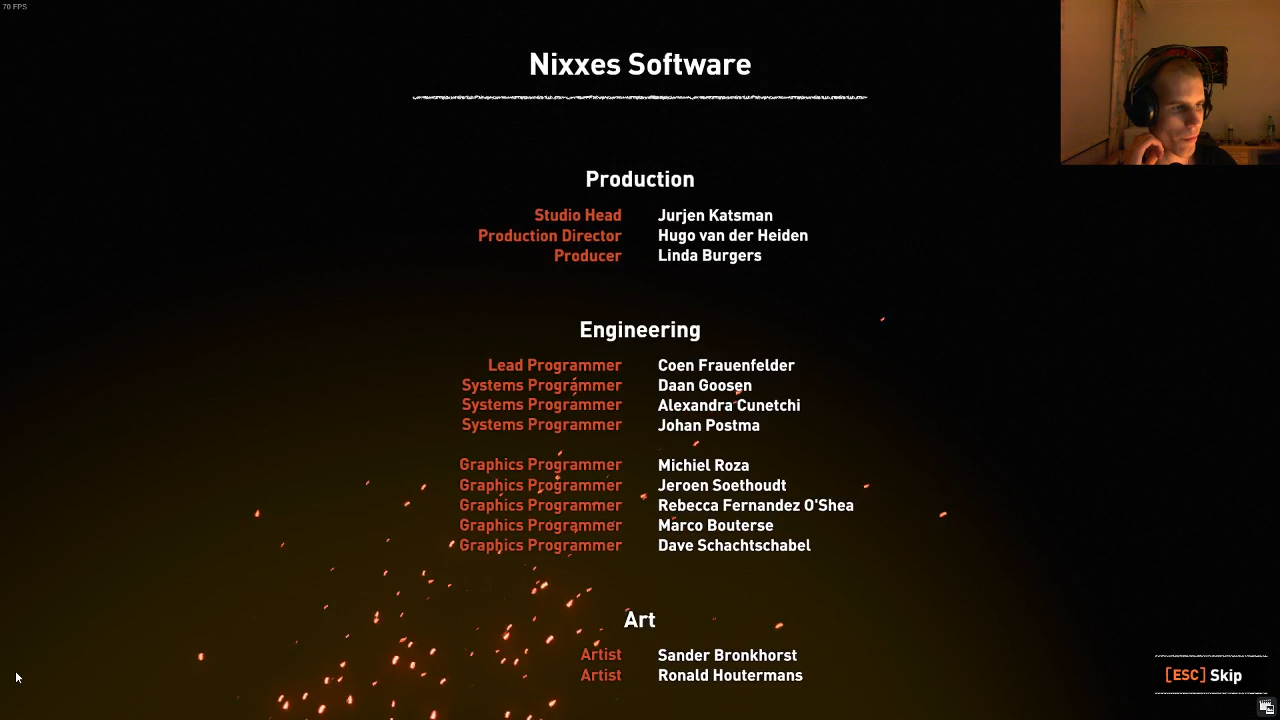 70 FPS
Nixxes Software
Production
Studio Head Jurjen Katsman
Production Director Hugo van der Heiden
Producer Linda Burgers
Engineering
Lead Programmer Coen Frauenfelder
Systems Programmer Daan Goosen
Systems Programmer Alexandra Cunetchi
Systems Programmer Johan Postma
Graphics Programmer Michiel Roza
Graphics Programmer Jeroen Soethoudt
Graphics Programmer Rebecca Fernandez O'Shea
Graphics Programmer Marco Bouterse
Graphics Programmer Dave Schachtschabel
Art
Artist Sander Bronkhorst
Artist Ronald Houtermans
[ESC] Skip